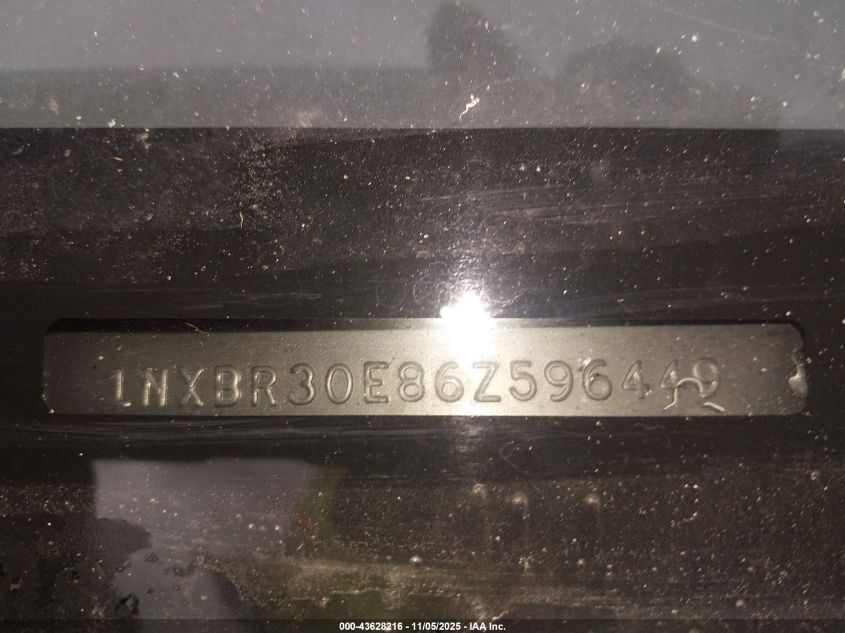 1NXBR30E86Z596449
000-43628216 - 11/05/2025 - IAA Inc.